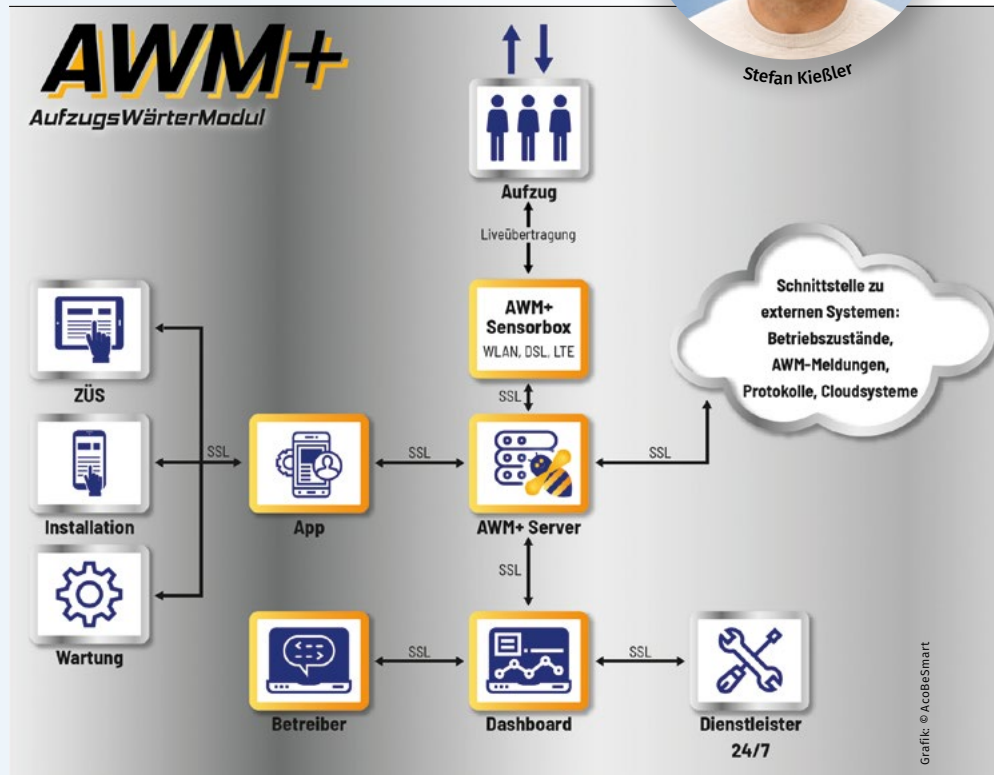 Stefan Kießler
AWM+
AufzugsWärterModul
Aufzug
Liveübertragung
AWM+
Sensorbox
WLAN, DSL, LTE
Schnittstelle zu
externen Systemen:
Betriebszustände,
AWM-Meldungen,
Protokolle, Cloudsysteme
SSL
ZÜS
SSL
Installation
Wartung
App
SSL
AWM+ Server
SSL
SSL
Betreiber
SSL
Dashboard
SSL
Dienstleister
24/7
Grafik: © AcoBeSmart